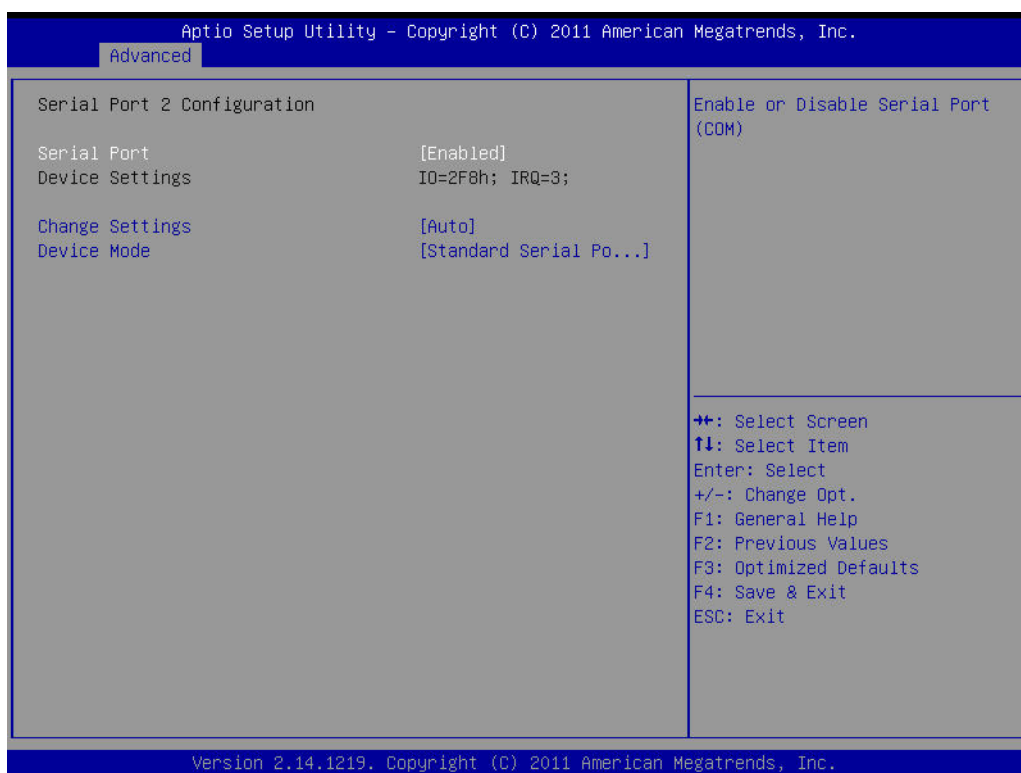 Aptio Setup Utility – Copyright (C) 2011 American Megatrends, Inc.
Advanced
Serial Port 2 Configuration
Serial Port [Enabled]
Device Settings IO=2F8h; IRQ=3;
Change Settings [Auto]
Device Mode [Standard Serial Po...]
Enable or Disable Serial Port
(COM)
→←: Select Screen
↑↓: Select Item
Enter: Select
+/-: Change Opt.
F1: General Help
F2: Previous Values
F3: Optimized Defaults
F4: Save & Exit
ESC: Exit
Version 2.14.1219. Copyright (C) 2011 American Megatrends, Inc.